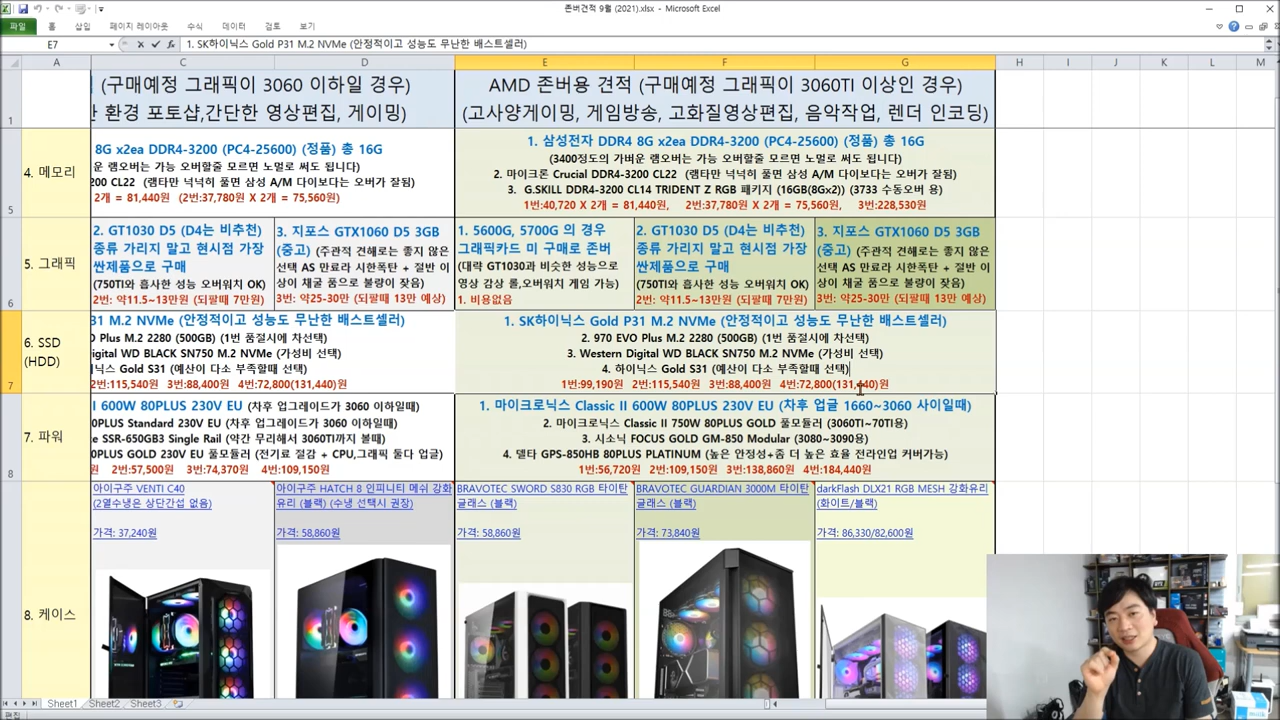 존버견적 9월 (2021).xlsx - Microsoft Excel
파일 홈 삽입 페이지 레이아웃 수식 데이터 검토 보기
E7 1. SK하이닉스 Gold P31 M.2 NVMe (안정적이고 성능도 무난한 배스트셀러)
A C D E F G H I J K L M
1
(구매예정 그래픽이 3060 이하일 경우)
환경 포토샵,간단한 영상편집, 게이밍)
AMD 존버용 견적 (구매예정 그래픽이 3060TI 이상인 경우)
(고사양게이밍, 게임방송, 고화질영상편집, 음악작업, 렌더 인코딩)
4. 메모리
5
8G x2ea DDR4-3200 (PC4-25600) (정품) 총 16G
운 램오버는 가능 오버할줄 모르면 노멀로 써도 됩니다)
200 CL22 (램타만 넉넉히 풀면 삼성 A/M 다이보다는 오버가 잘됨)
2개 = 81,440원 (2번:37,780원 X 2개 = 75,560원)
1. 삼성전자 DDR4 8G x2ea DDR4-3200 (PC4-25600) (정품) 총 16G
(3400정도의 가벼운 램오버는 가능 오버할줄 모르면 노멀로 써도 됩니다)
2. 마이크론 Crucial DDR4-3200 CL22 (램타만 넉넉히 풀면 삼성 A/M 다이보다는 오버가 잘됨)
3. G.SKILL DDR4-3200 CL14 TRIDENT Z RGB 패키지 (16GB(8Gx2)) (3733 수동오버 용)
1번:40,720 X 2개 = 81,440원, 2번:37,780원 X 2개 = 75,560원, 3번:228,530원
5. 그래픽
6
2. GT1030 D5 (D4는 비추천)
종류 가리지 말고 현시점 가장
싼제품으로 구매
(750TI와 흡사한 성능 오버워치 OK)
2번: 약11.5~13만원 (되팔때 7만원)
3. 지포스 GTX1060 D5 3GB
(중고) (주관적 견해로는 좋지 않은
선택 AS 만료라 시한폭탄 + 절반 이
상이 채굴 품으로 불량이 잦음)
3번: 약25-30만 (되팔때 13만 예상)
1. 5600G, 5700G 의 경우
그래픽카드 미 구매로 존버
(대략 GT1030과 비슷한 성능으로
영상 감상 롤,오버워치 게임 가능)
1. 비용없음
2. GT1030 D5 (D4는 비추천)
종류 가리지 말고 현시점 가장
싼제품으로 구매
(750TI와 흡사한 성능 오버워치 OK)
2번: 약11.5~13만원 (되팔때 7만원)
3. 지포스 GTX1060 D5 3GB
(중고) (주관적 견해로는 좋지 않은
선택 AS 만료라 시한폭탄 + 절반 이
상이 채굴 품으로 불량이 잦음)
3번: 약25-30만 (되팔때 13만 예상)
6. SSD
(HDD)
7
31 M.2 NVMe (안정적이고 성능도 무난한 배스트셀러)
O Plus M.2 2280 (500GB) (1번 품절시에 차선택)
igital WD BLACK SN750 M.2 NVMe (가성비 선택)
닉스 Gold S31 (예산이 다소 부족할때 선택)
2번:115,540원 3번:88,400원 4번:72,800(131,440)원
1. SK하이닉스 Gold P31 M.2 NVMe (안정적이고 성능도 무난한 배스트셀러)
2. 970 EVO Plus M.2 2280 (500GB) (1번 품절시에 차선택)
3. Western Digital WD BLACK SN750 M.2 NVMe (가성비 선택)
4. 하이닉스 Gold S31 (예산이 다소 부족할때 선택)
1번:99,190원 2번:115,540원 3번:88,400원 4번:72,800(131,440)원
7. 파워
8
I 600W 80PLUS 230V EU (차후 업그레이드가 3060 이하일때)
0PLUS Standard 230V EU (차후 업그레이드가 3060 이하일때)
e SSR-650GB3 Single Rail (약간 무리해서 3060TI까지 볼때)
0PLUS GOLD 230V EU 풀모듈러 (전기료 절감 + CPU,그래픽 둘다 업글)
원 2번:57,500원 3번:74,370원 4번:109,150원
1. 마이크로닉스 Classic II 600W 80PLUS 230V EU (차후 업글 1660~3060 사이일때)
2. 마이크로닉스 Classic II 750W 80PLUS GOLD 풀모듈러 (3060TI~70TI용)
3. 시소닉 FOCUS GOLD GM-850 Modular (3080~3090용)
4. 델타 GPS-850HB 80PLUS PLATINUM (높은 안정성+좀 더 높은 효율 전라인업 커버가능)
1번:56,720원 2번:109,150원 3번:138,860원 4번:184,440원
8. 케이스
아이구주 VENTI C40
(2열수냉은 상단간섭 없음)
가격: 37,240원
아이구주 HATCH 8 인피니티 메쉬 강화
유리 (블랙) (수냉 선택시 권장)
가격: 58,860원
BRAVOTEC SWORD S830 RGB 타이탄
글래스 (블랙)
가격: 58,860원
BRAVOTEC GUARDIAN 3000M 타이탄
글래스 (블랙)
가격: 73,840원
darkFlash DLX21 RGB MESH 강화유리
(화이트/블랙)
가격: 86,330/82,600원
Sheet1 Sheet2 Sheet3
편집